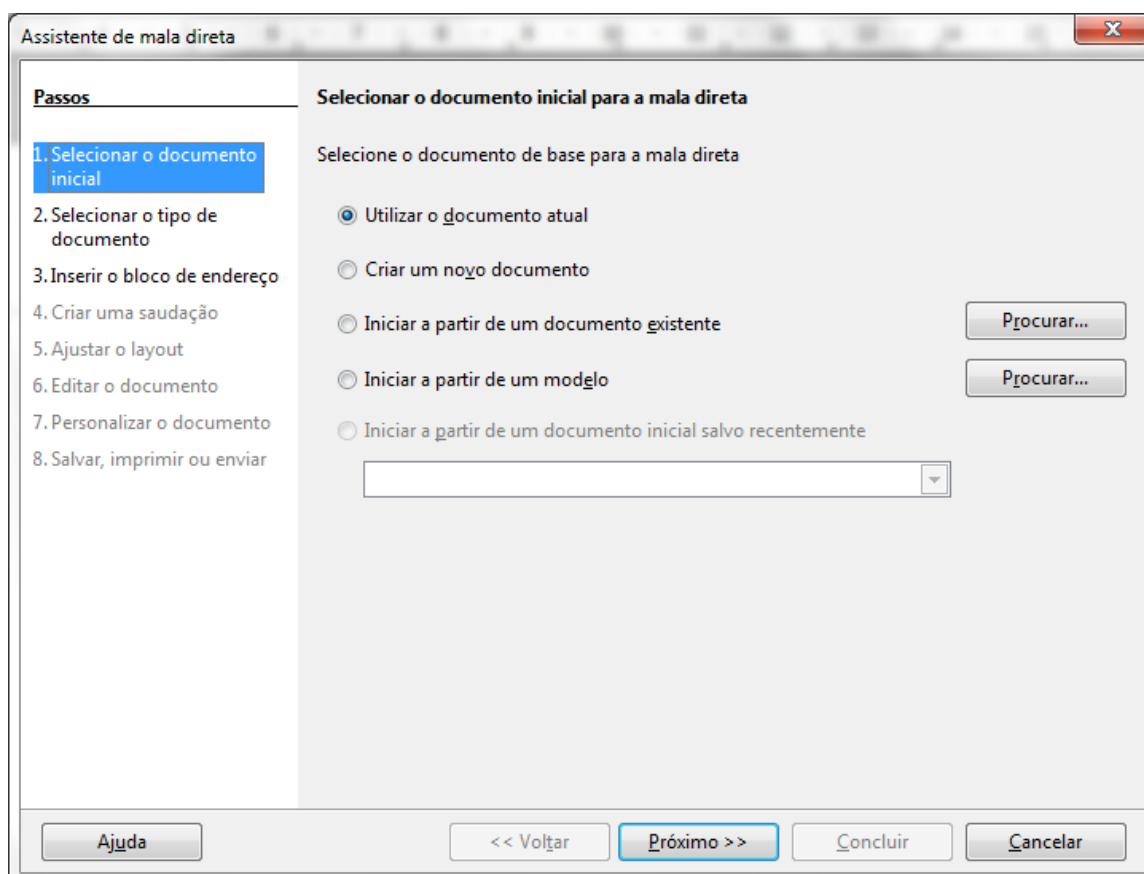 Assistente de mala direta
Passos
1. Selecionar o documento
inicial
2. Selecionar o tipo de
documento
3. Inserir o bloco de endereço
4. Criar uma saudação
5. Ajustar o layout
6. Editar o documento
7. Personalizar o documento
8. Salvar, imprimir ou enviar
Selecionar o documento inicial para a mala direta
Selecione o documento de base para a mala direta
Utilizar o documento atual
Criar um novo documento
Iniciar a partir de um documento existente
Procurar...
Iniciar a partir de um modelo
Procurar...
Iniciar a partir de um documento inicial salvo recentemente
Ajuda
<< Voltar
Próximo >>
Concluir
Cancelar